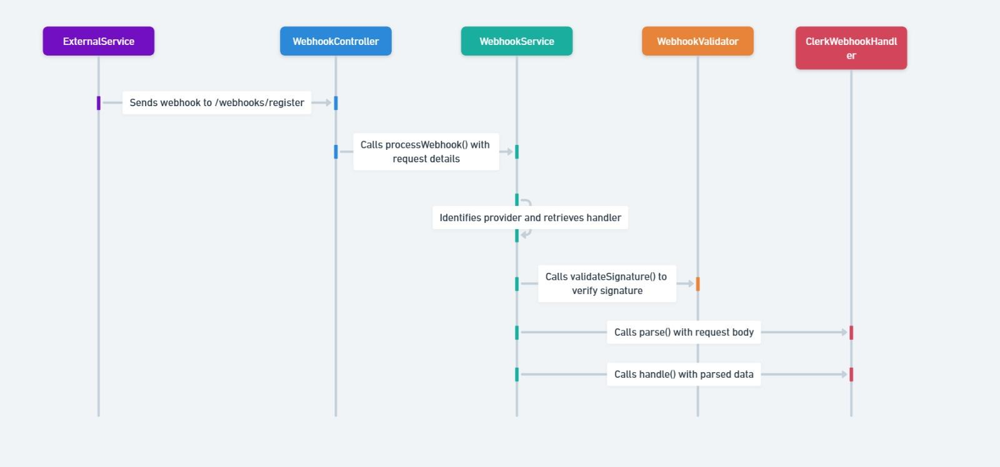 ExternalService
WebhookController
WebhookService
WebhookValidator
ClerkWebhookHandl
er
Sends webhook to /webhooks/register
Calls processWebhook() with
request details
Identifies provider and retrieves handler
Calls validateSignature() to
verify signature
Calls parse() with request body
Calls handle() with parsed data